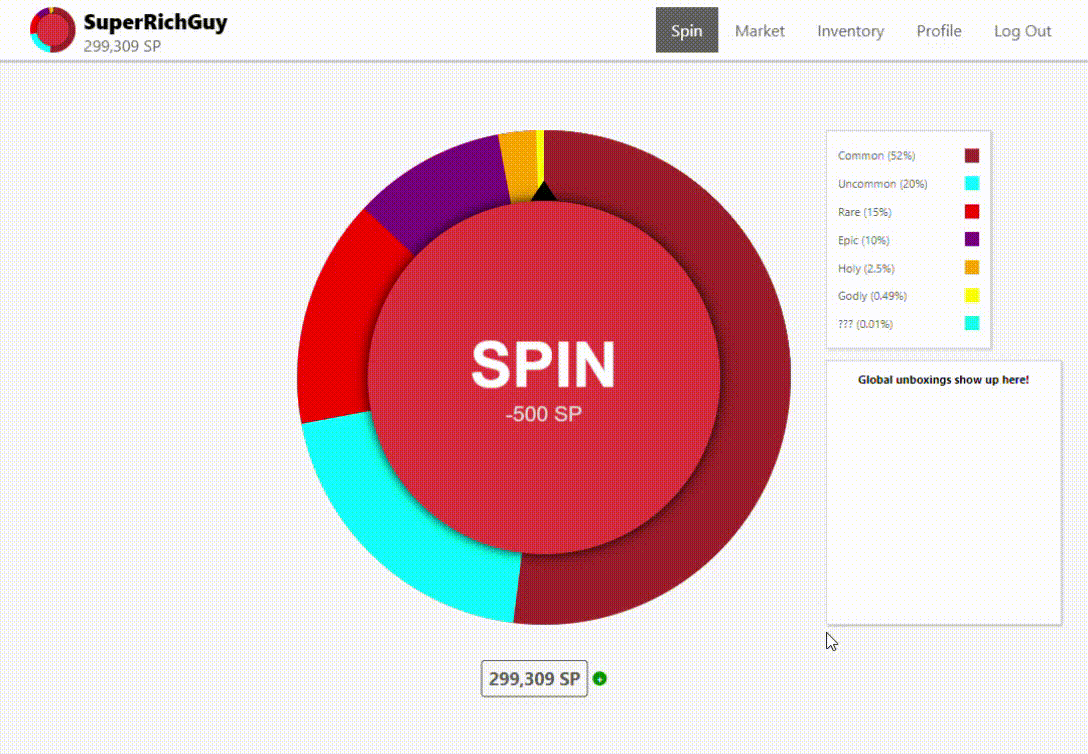 SuperRichGuy
299,309 SP
Spin Market Inventory Profile Log Out
Common (52%)
Uncommon (20%)
Rare (15%)
Epic (10%)
Holy (2.5%)
Godly (0.49%)
??? (0.01%)
SPIN
-500 SP
Global unboxings show up here!
299,309 SP +